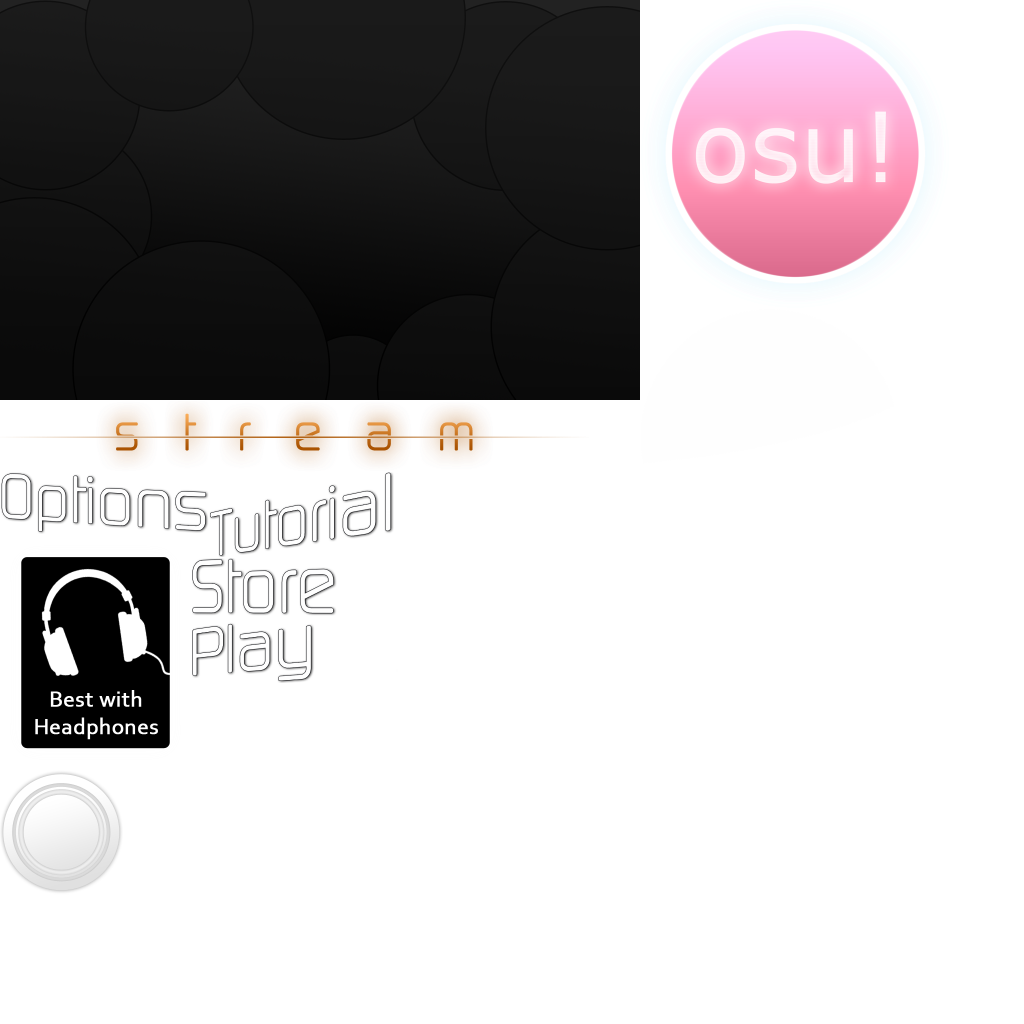 osu!
stream
Options
Tutorial
Store
Play
Best with
Headphones